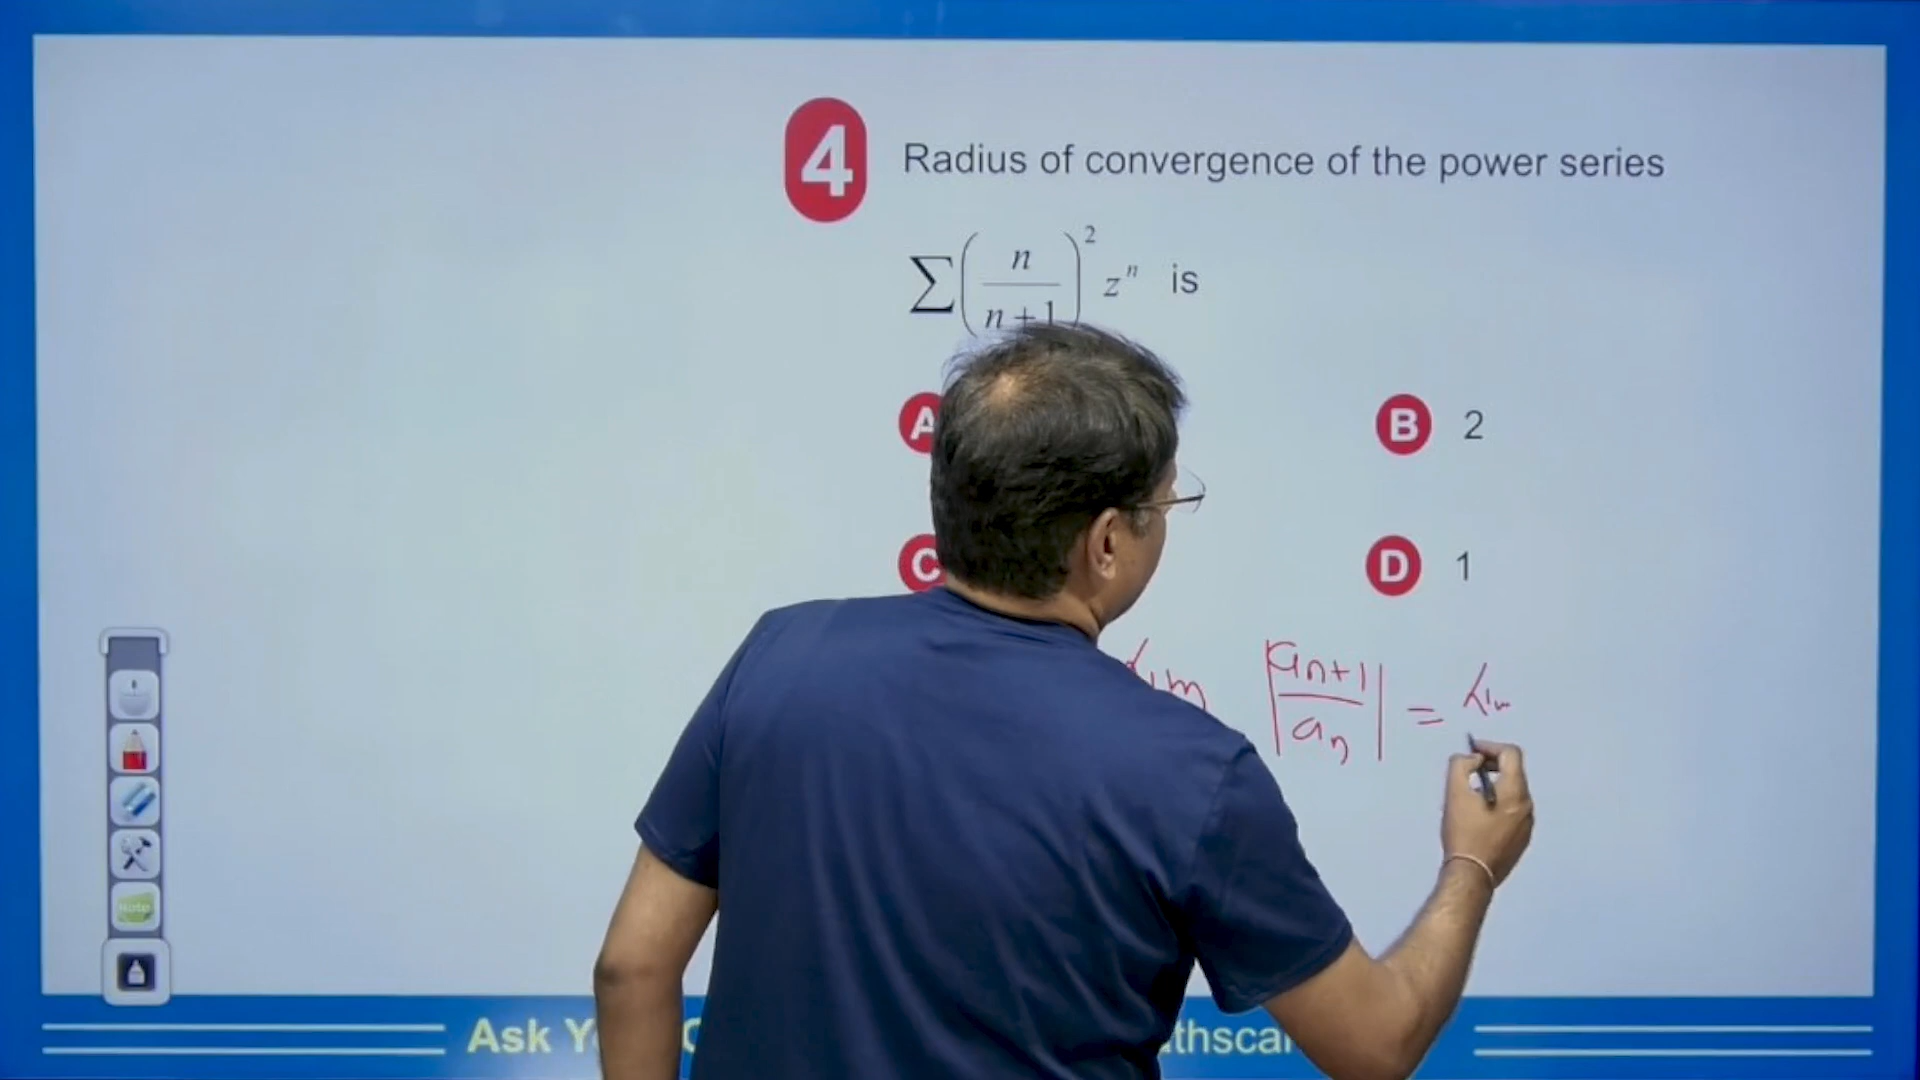 4 Radius of convergence of the power series
∑(n/(n+1))² zⁿ is
A
B 2
C
D 1
Lim |aₙ₊₁/aₙ| = Lim
Note
Ask